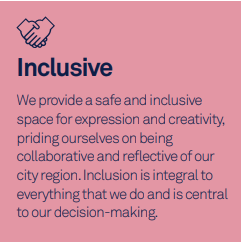 Inclusive
We provide a safe and inclusive
space for expression and creativity,
priding ourselves on being
collaborative and reflective of our
city region. Inclusion is integral to
everything that we do and is central
to our decision-making.